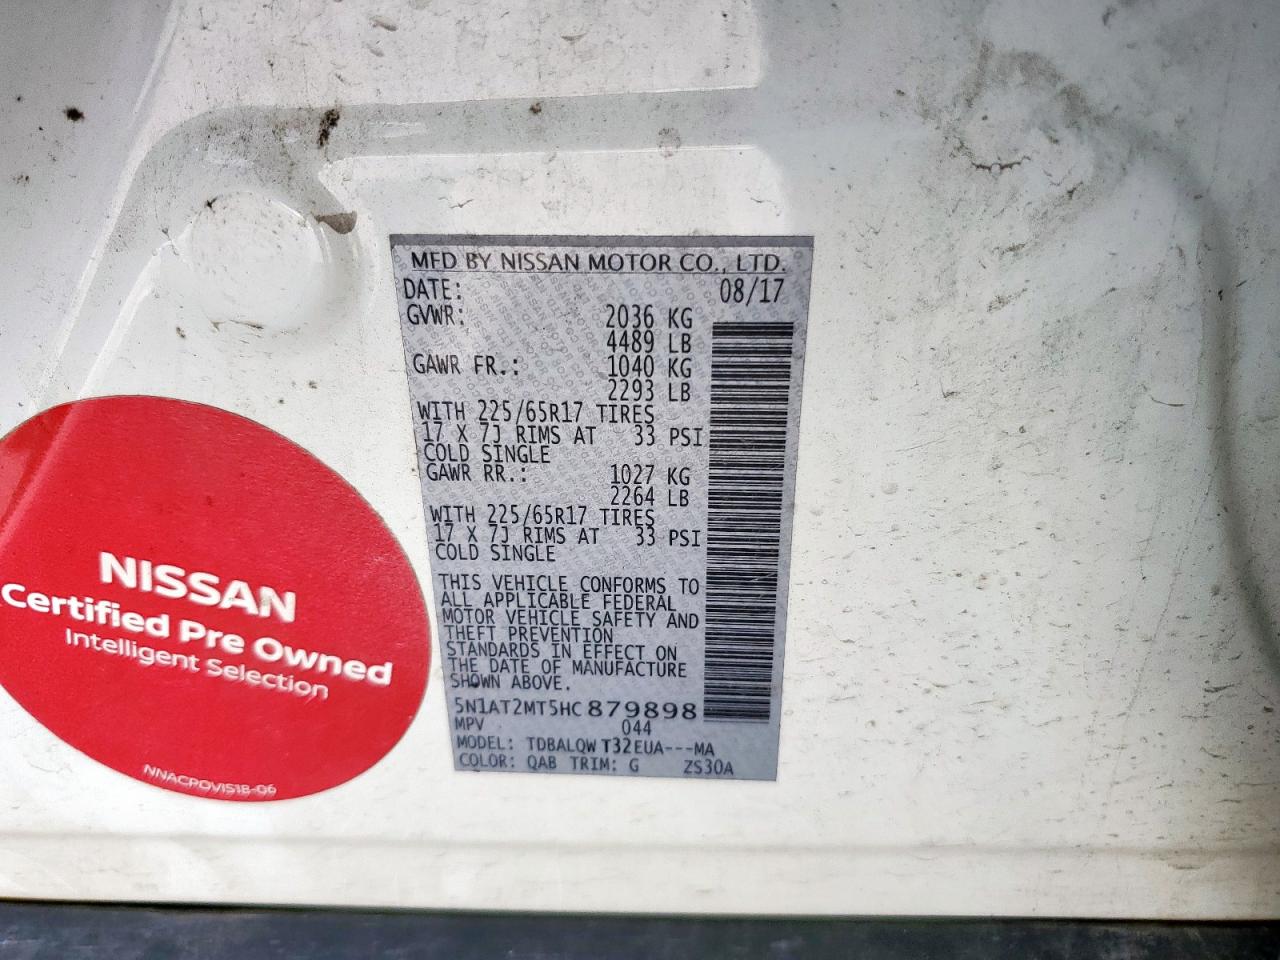 MFD BY NISSAN MOTOR CO., LTD.
DATE: 08/17
GVWR: 2036 KG
4489 LB
GAWR FR.: 1040 KG
2293 LB
WITH 225/65R17 TIRES
17 X 7J RIMS AT 33 PSI
COLD SINGLE
GAWR RR.: 1027 KG
2264 LB
WITH 225/65R17 TIRES
17 X 7J RIMS AT 33 PSI
COLD SINGLE
THIS VEHICLE CONFORMS TO
ALL APPLICABLE FEDERAL
MOTOR VEHICLE SAFETY AND
THEFT PREVENTION
STANDARDS IN EFFECT ON
THE DATE OF MANUFACTURE
SHOWN ABOVE.
5N1AT2MT5HC879898
MPV 044
MODEL: TDBALQW T32EUA---MA
COLOR: QAB TRIM: G ZS30A
NISSAN
Certified Pre Owned
Intelligent Selection
NNACPOVIS18-06